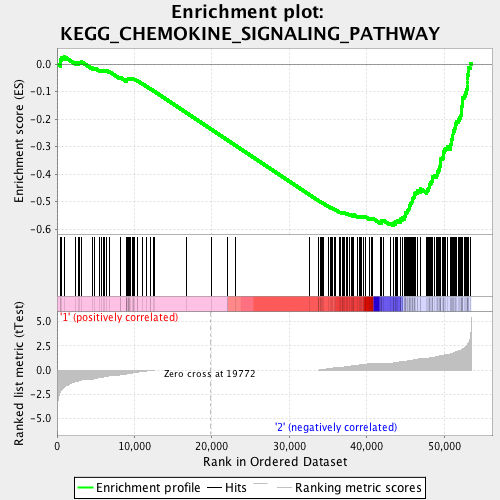 Enrichment plot:
KEGG_CHEMOKINE_SIGNALING_PATHWAY
Enrichment score (ES)
0.0
-0.1
-0.2
-0.3
-0.4
-0.5
-0.6
'1' (positively correlated)
Ranked list metric (tTest)
5.0
2.5
0.0
-2.5
-5.0
Zero cross at 19772
'2' (negatively correlated)
0
10,000
20,000
30,000
40,000
50,000
Rank in Ordered Dataset
Enrichment profile
Hits
Ranking metric scores